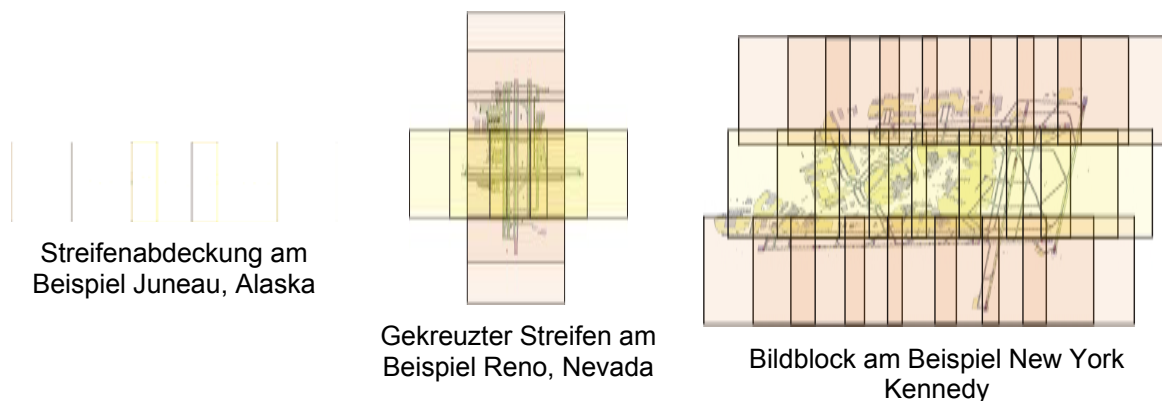 Streifenabdeckung am
Beispiel Juneau, Alaska
Gekreuzter Streifen am
Beispiel Reno, Nevada
Bildblock am Beispiel New York
Kennedy